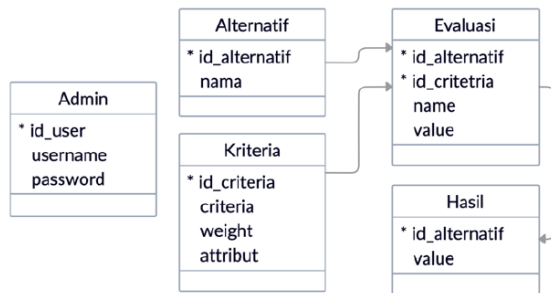 Admin
* id_user
username
password
Alternatif
* id_alternatif
nama
Kriteria
* id_criteria
criteria
weight
attribut
Evaluasi
* id_alternatif
* id_critetria
name
value
Hasil
* id_alternatif
value